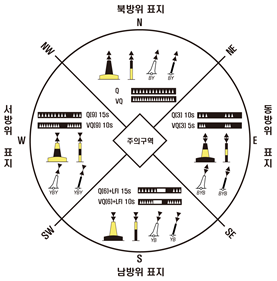 북방위 표지
N
NW
NE
BY
BY
Q
VQ
서방위 표지
W
Q(9) 15s
VQ(9) 10s
YBY
YBY
주의구역
Q(3) 10s
VQ(3) 5s
BYB
BYB
E
동방위 표지
Q(6)+LFl 15s
VQ(6)+LFl 10s
YB
YB
SW
SE
S
남방위 표지